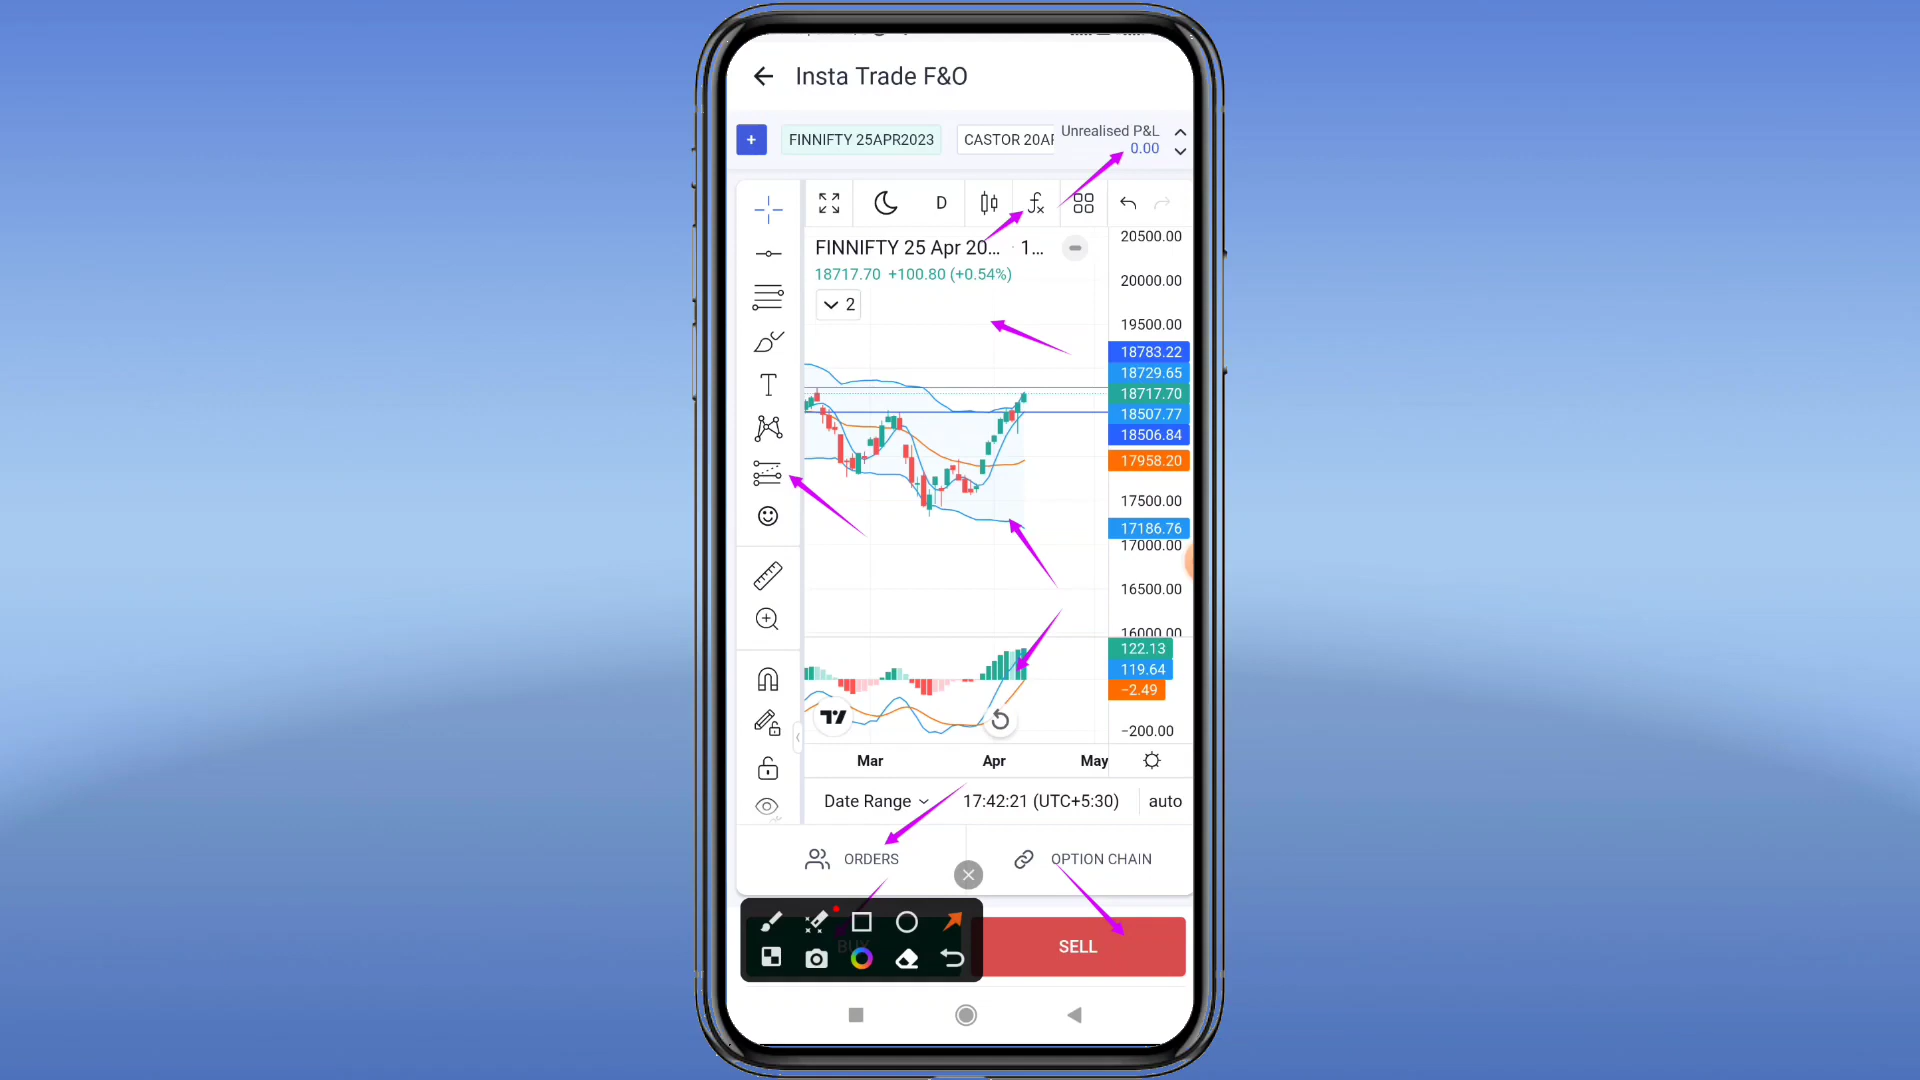 Insta Trade F&O
+ FINNIFTY 25APR2023 CASTOR 20AP Unrealised P&L
0.00
D
FINNIFTY 25 Apr 20... · 1...
18717.70 +100.80 (+0.54%)
2
20500.00
20000.00
19500.00
18783.22
18729.65
18717.70
18507.77
18506.84
17958.20
17500.00
17186.76
17000.00
16500.00
16000.00
122.13
119.64
−2.49
−200.00
T
Mar Apr May
Date Range 17:42:21 (UTC+5:30) auto
ORDERS OPTION CHAIN
BUY SELL